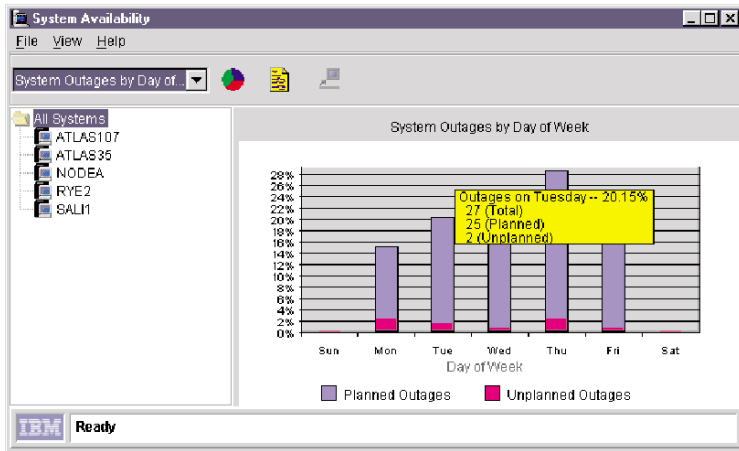 System Availability
File View Help
System Outages by Day of...
All Systems
ATLAS107
ATLAS35
NODEA
RYE2
SALI1
System Outages by Day of Week
28%
26%
24%
22%
20%
18%
16%
14%
12%
10%
8%
6%
4%
2%
0%
Outages on Tuesday -- 20.15%
27 (Total)
25 (Planned)
2 (Unplanned)
Sun Mon Tue Wed Thu Fri Sat
Day of Week
Planned Outages Unplanned Outages
IBM Ready